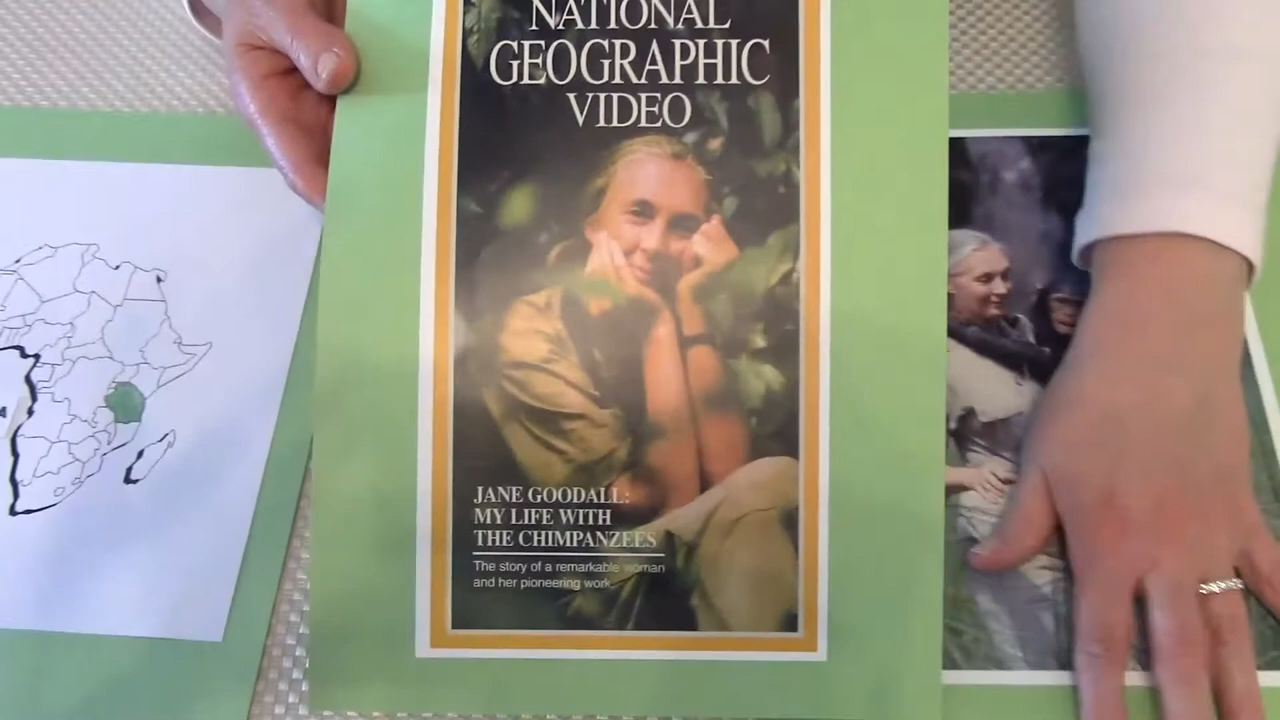 NATIONAL
GEOGRAPHIC
VIDEO
JANE GOODALL:
MY LIFE WITH
THE CHIMPANZEES
The story of a remarkable woman
and her pioneering work.